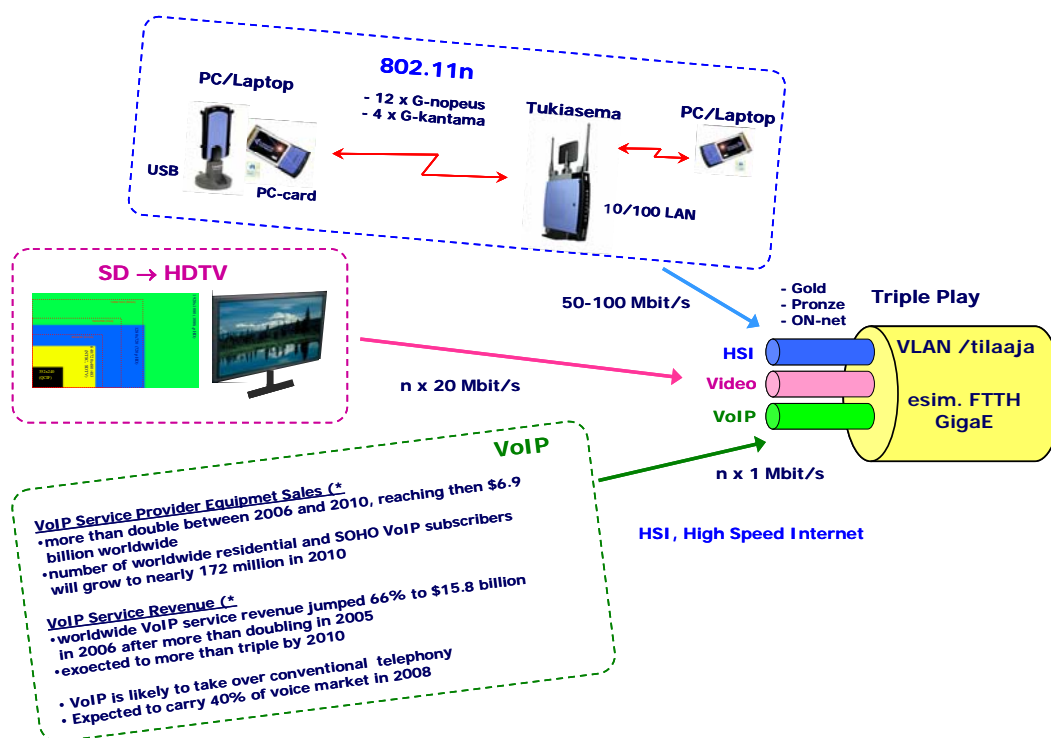 802.11n
PC/Laptop
- 12 x G-nopeus
- 4 x G-kantama
Tukiasema
PC/Laptop
USB
PC-card
10/100 LAN
SD → HDTV
50-100 Mbit/s
- Gold
- Pronze
- ON-net
Triple Play
HSI
Video
VoIP
VLAN /tilaaja
esim. FTTH
GigaE
n x 20 Mbit/s
n x 1 Mbit/s
HSI, High Speed Internet
VoIP
VoIP Service Provider Equipmet Sales (*
•more than double between 2006 and 2010, reaching then $6.9
billion worldwide
•number of worldwide residential and SOHO VoIP subscribers
will grow to nearly 172 million in 2010
VoIP Service Revenue (*
•worldwide VoIP service revenue jumped 66% to $15.8 billion
in 2006 after more than doubling in 2005
•exoected to more than triple by 2010
• VoIP is likely to take over conventional telephony
• Expected to carry 40% of voice market in 2008